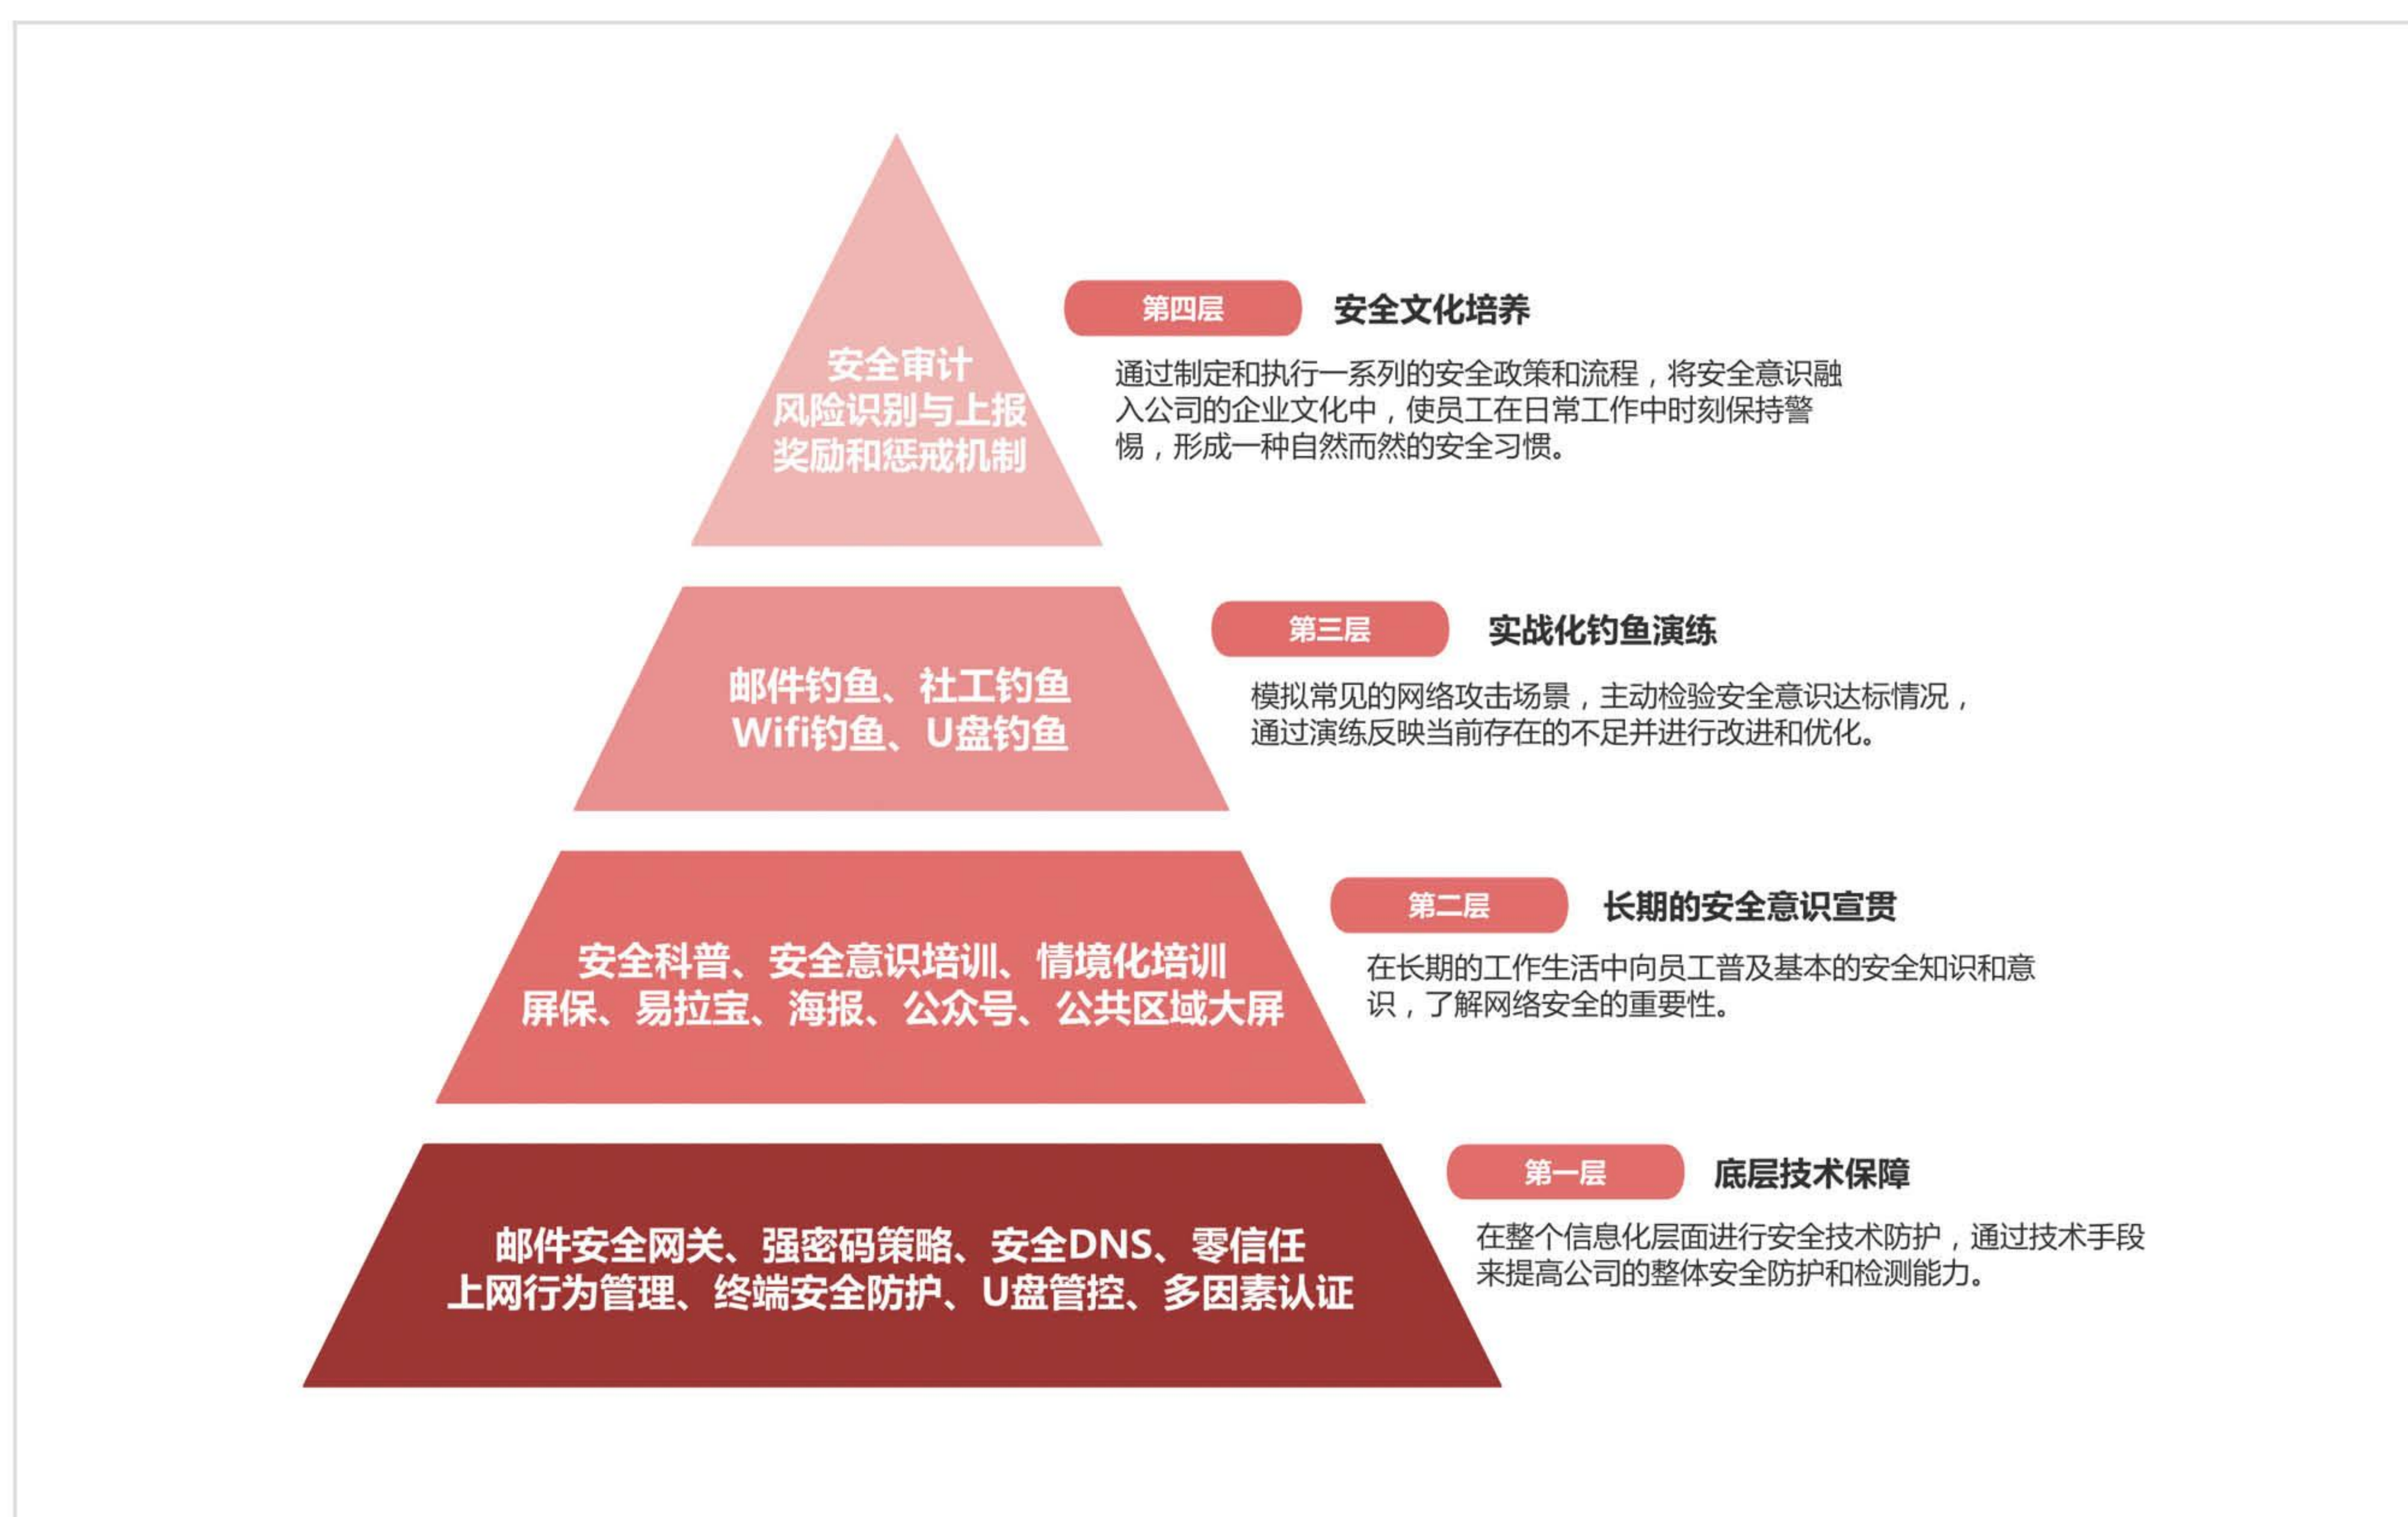 第四层
安全文化培养
安全审计
风险识别与上报
奖励和惩戒机制
通过制定和执行一系列的安全政策和流程，将安全意识融
入公司的企业文化中，使员工在日常工作中时刻保持警
惕，形成一种自然而然的安全习惯。
第三层
实战化钓鱼演练
邮件钓鱼、社工钓鱼
Wifi钓鱼、U盘钓鱼
模拟常见的网络攻击场景，主动检验安全意识达标情况，
通过演练反映当前存在的不足并进行改进和优化。
第二层
长期的安全意识宣贯
安全科普、安全意识培训、情境化培训
屏保、易拉宝、海报、公众号、公共区域大屏
在长期的工作生活中向员工普及基本的安全知识和意
识，了解网络安全的重要性。
第一层
底层技术保障
邮件安全网关、强密码策略、安全DNS、零信任
上网行为管理、终端安全防护、U盘管控、多因素认证
在整个信息化层面进行安全技术防护，通过技术手段
来提高公司的整体安全防护和检测能力。